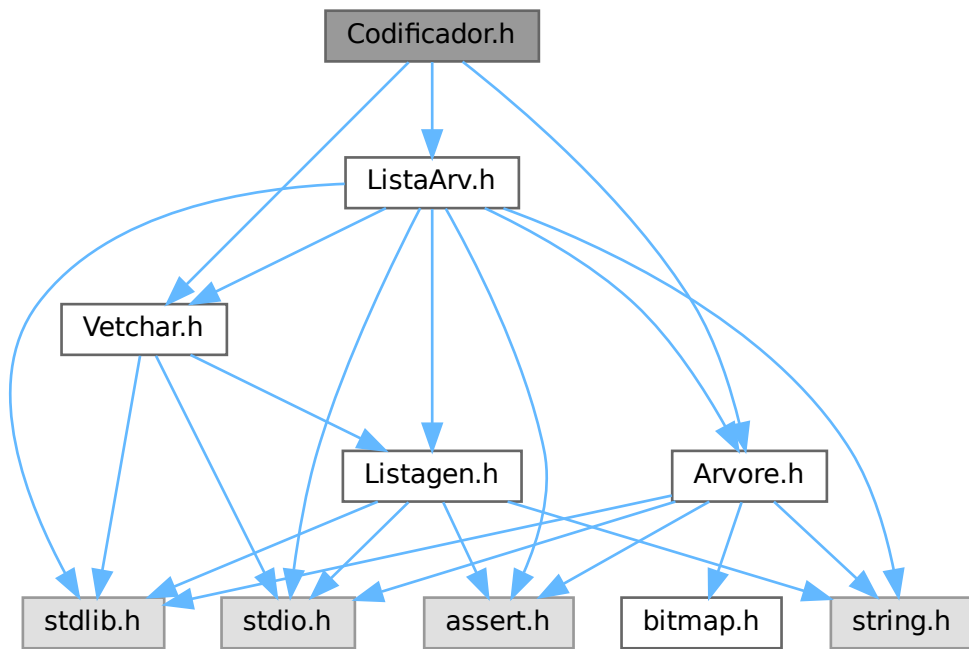 Codificador.h
ListaArv.h
Vetchar.h
Listagen.h
Arvore.h
stdlib.h
stdio.h
assert.h
bitmap.h
string.h